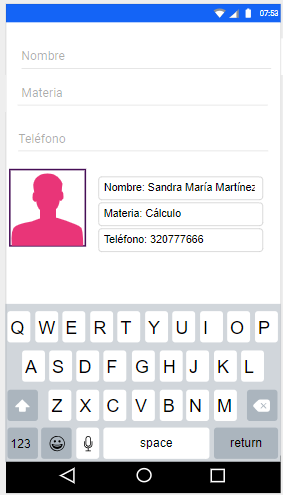 07:53
Nombre
Materia
Teléfono
Nombre: Sandra María Martínez
Materia: Cálculo
Teléfono: 320777666
Q W E R T Y U I O P
A S D F G H J K L
Z X C V B N M
123 space return